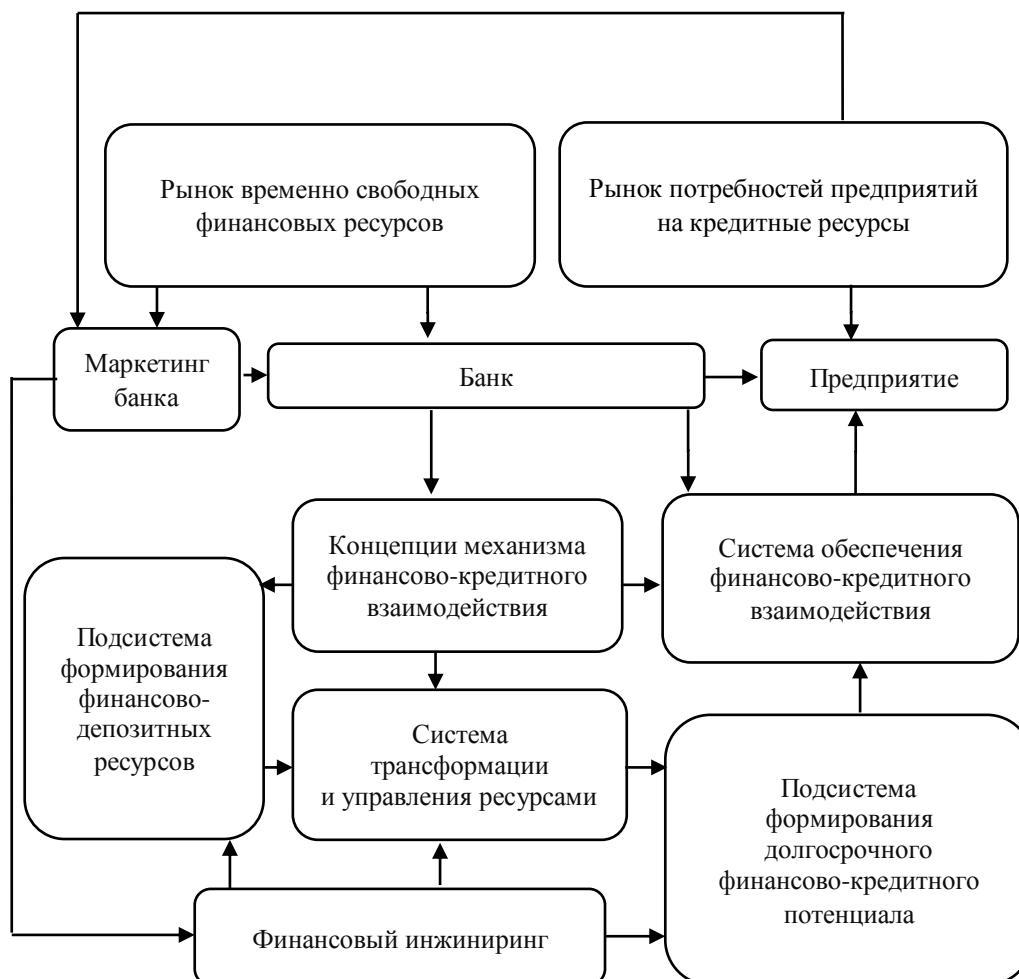 Рынок временно свободных
финансовых ресурсов
Рынок потребностей предприятий
на кредитные ресурсы
Маркетинг
банка
Банк
Предприятие
Концепции механизма
финансово-кредитного
взаимодействия
Система обеспечения
финансово-кредитного
взаимодействия
Подсистема
формирования
финансово-
депозитных
ресурсов
Система
трансформации
и управления ресурсами
Подсистема
формирования
долгосрочного
финансово-кредитного
потенциала
Финансовый инжиниринг